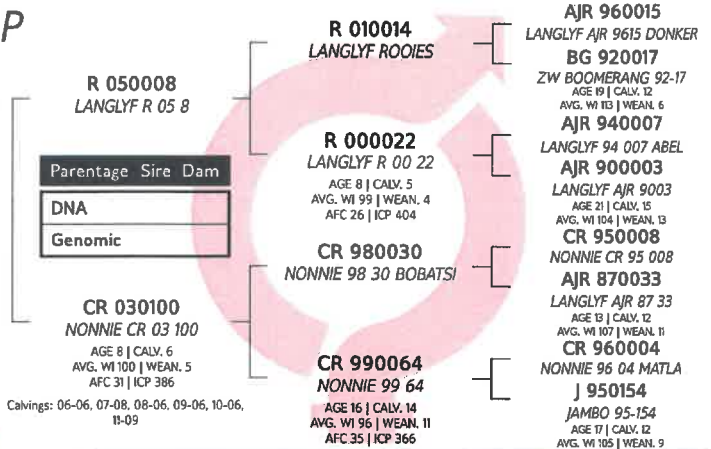 P
R 050008
LANGLYF R 05 8
Parentage Sire Dam
DNA
Genomic
CR 030100
NONNIE CR 03 100
AGE 8 | CALV. 6
AVG. WI 100 | WEAN. 5
AFC 31 | ICP 386
Calvings: 06-06, 07-08, 08-06, 09-06, 10-06,
11-09
R 010014
LANGLYF ROOIES
R 000022
LANGLYF R 00 22
AGE 8 | CALV. 5
AVG. WI 99 | WEAN. 4
AFC 26 | ICP 404
CR 980030
NONNIE 98 30 BOBATSI
CR 990064
NONNIE 99 64
AGE 16 | CALV. 14
AVG. WI 96 | WEAN. 11
AFC 35 | ICP 366
AJR 960015
LANGLYF AJR 9615 DONKER
BG 920017
ZW BOOMERANG 92-17
AGE 19 | CALV. 12
AVG. WI 113 | WEAN. 6
AJR 940007
LANGLYF 94 007 ABEL
AJR 900003
LANGLYF AJR 9003
AGE 21 | CALV. 15
AVG. WI 104 | WEAN. 13
CR 950008
NONNIE CR 95 008
AJR 870033
LANGLYF AJR 87 33
AGE 13 | CALV. 12
AVG. WI 107 | WEAN. 11
CR 960004
NONNIE 96 04 MATLA
J 950154
JAMBO 95-154
AGE 17 | CALV. 12
AVG. WI 105 | WEAN. 9